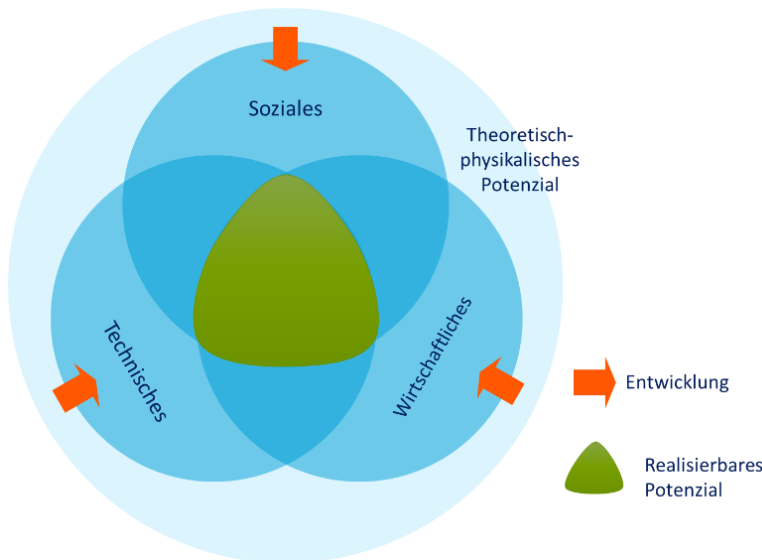 Soziales
Theoretisch-
physikalisches
Potenzial
Technisches
Wirtschaftliches
Entwicklung
Realisierbares
Potenzial